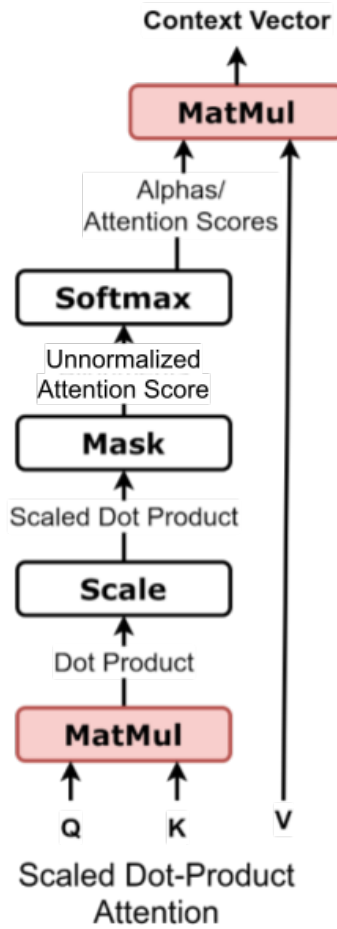 Context Vector
MatMul
Alphas/
Attention Scores
Softmax
Unnormalized
Attention Score
Mask
Scaled Dot Product
Scale
Dot Product
MatMul
Q K V
Scaled Dot-Product
Attention